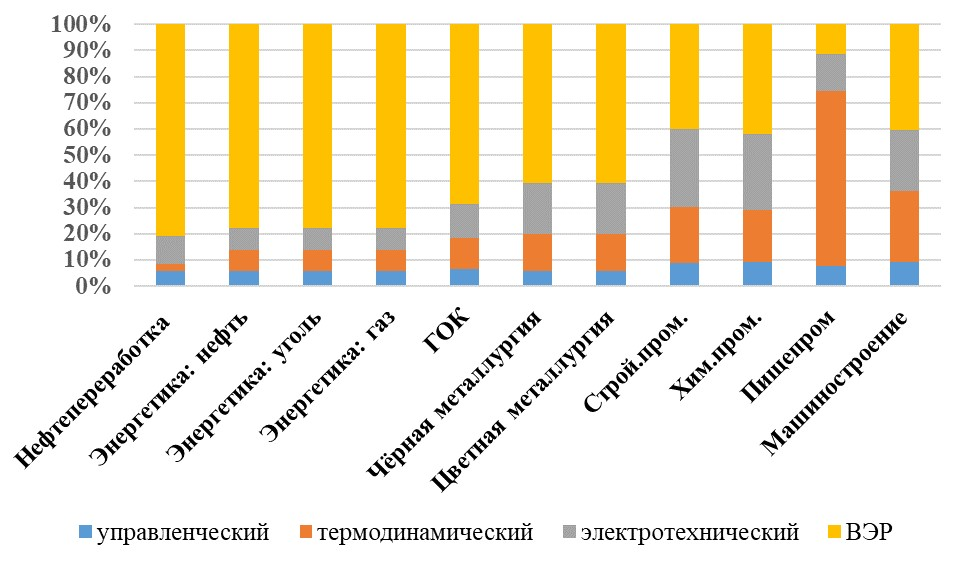 100%
90%
80%
70%
60%
50%
40%
30%
20%
10%
0%
Нефтепереработка
Энергетика: нефть
Энергетика: уголь
Энергетика: газ
ГОК
Чёрная металлургия
Цветная металлургия
Строй.пром.
Хим.пром.
Пищепром
Машиностроение
управленческий термодинамический электротехнический ВЭР